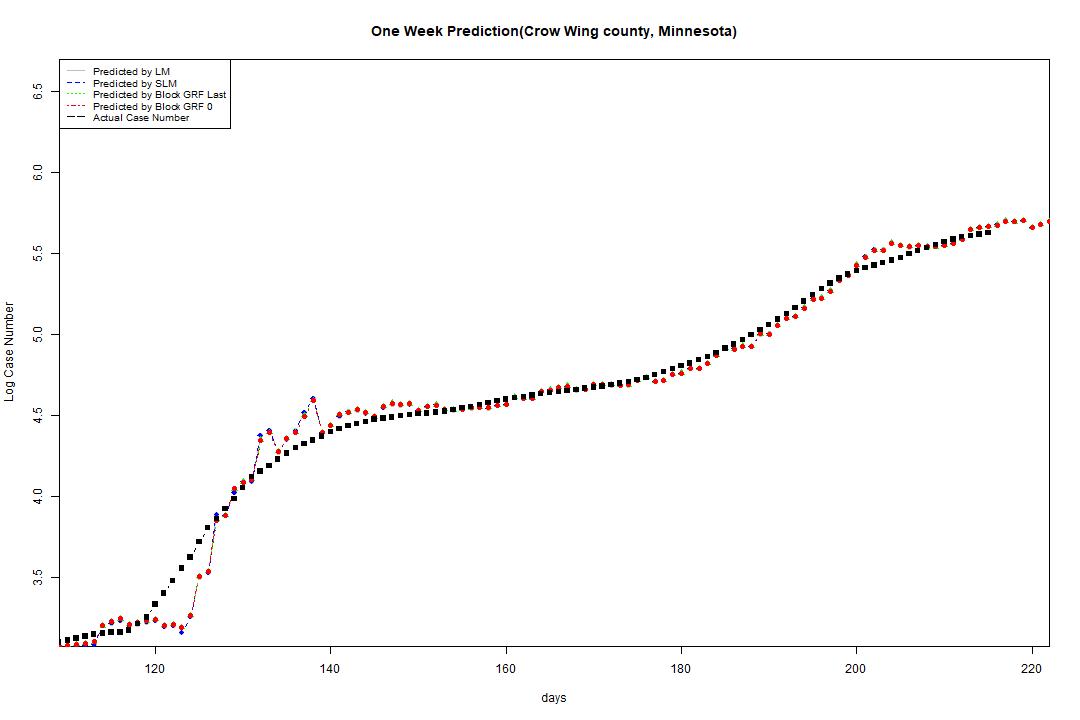 One Week Prediction(Crow Wing county, Minnesota)
Predicted by LM
Predicted by SLM
Predicted by Block GRF Last
Predicted by Block GRF 0
Actual Case Number
Log Case Number
6.5
6.0
5.5
5.0
4.5
4.0
3.5
120 140 160 180 200 220
days